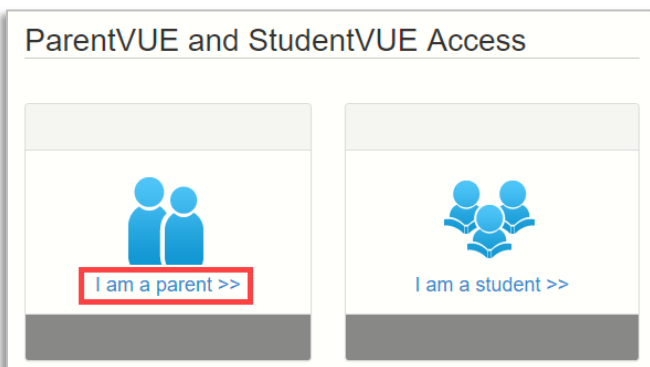 ParentVUE and StudentVUE Access
I am a parent >>
I am a student >>